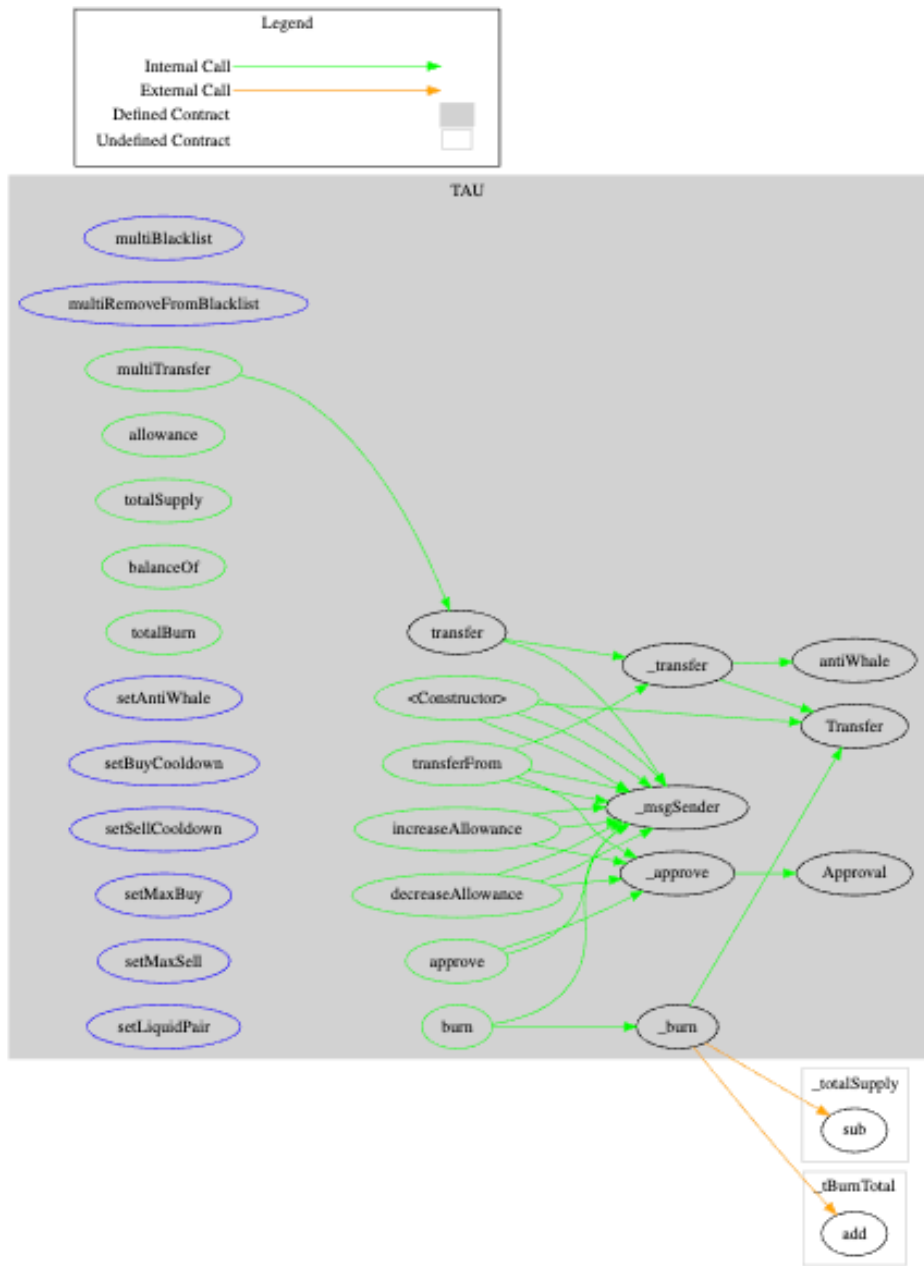 Legend
Internal Call
External Call
Defined Contract
Undefined Contract
TAU
multiBlacklist
multiRemoveFromBlacklist
multiTransfer
allowance
totalSupply
balanceOf
totalBurn
transfer
_transfer
antiWhale
setAntiWhale
<Constructor>
Transfer
setBuyCooldown
transferFrom
_msgSender
setSellCooldown
increaseAllowance
setMaxBuy
decreaseAllowance
_approve
Approval
setMaxSell
approve
setLiquidPair
burn
_burn
_totalSupply
sub
_tBurnTotal
add